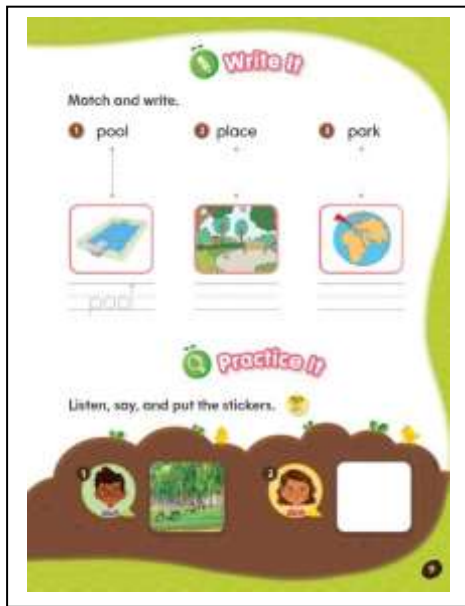 Write It
Match and write.
1 pool 2 place 3 park
pool
Practice It
Listen, say, and put the stickers.
1 2
9